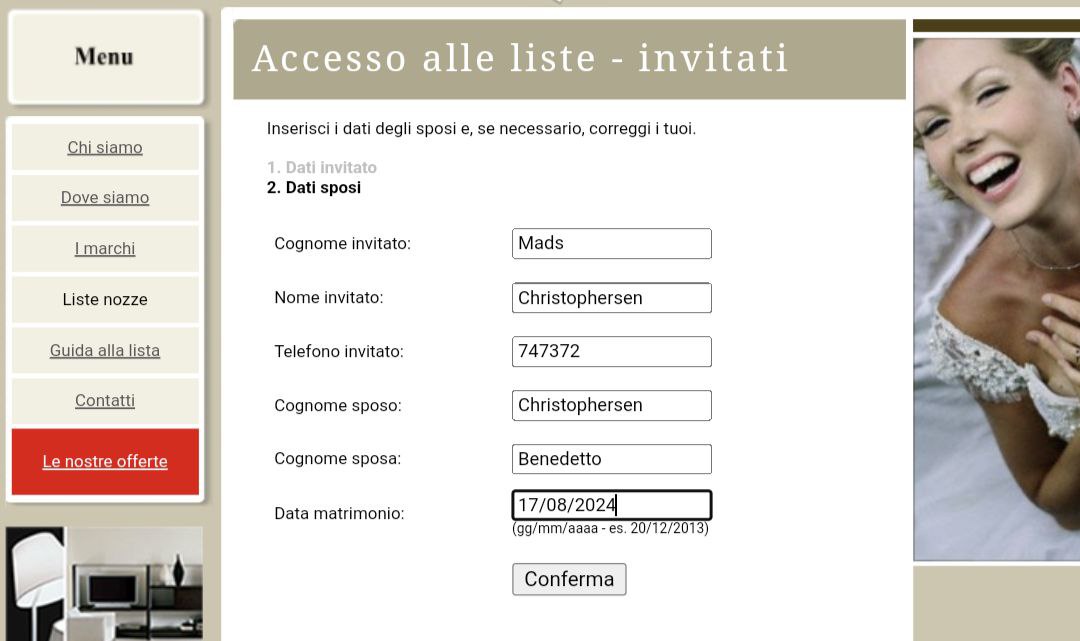 Menu
Chi siamo
Dove siamo
I marchi
Liste nozze
Guida alla lista
Contatti
Le nostre offerte
Accesso alle liste - invitati
Inserisci i dati degli sposi e, se necessario, correggi i tuoi.
1. Dati invitato
2. Dati sposi
Cognome invitato: Mads
Nome invitato: Christophersen
Telefono invitato: 747372
Cognome sposo: Christophersen
Cognome sposa: Benedetto
Data matrimonio: 17/08/2024
(gg/mm/aaaa - es. 20/12/2013)
Conferma